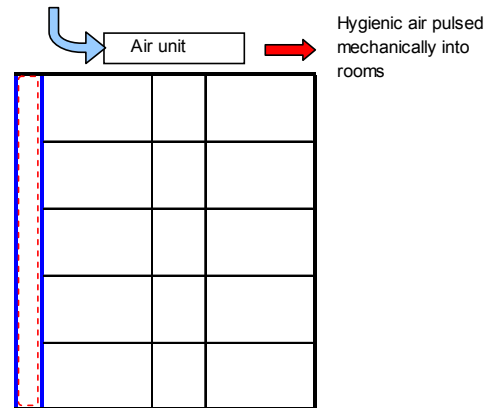 Air unit
Hygienic air pulsed
mechanically into
rooms